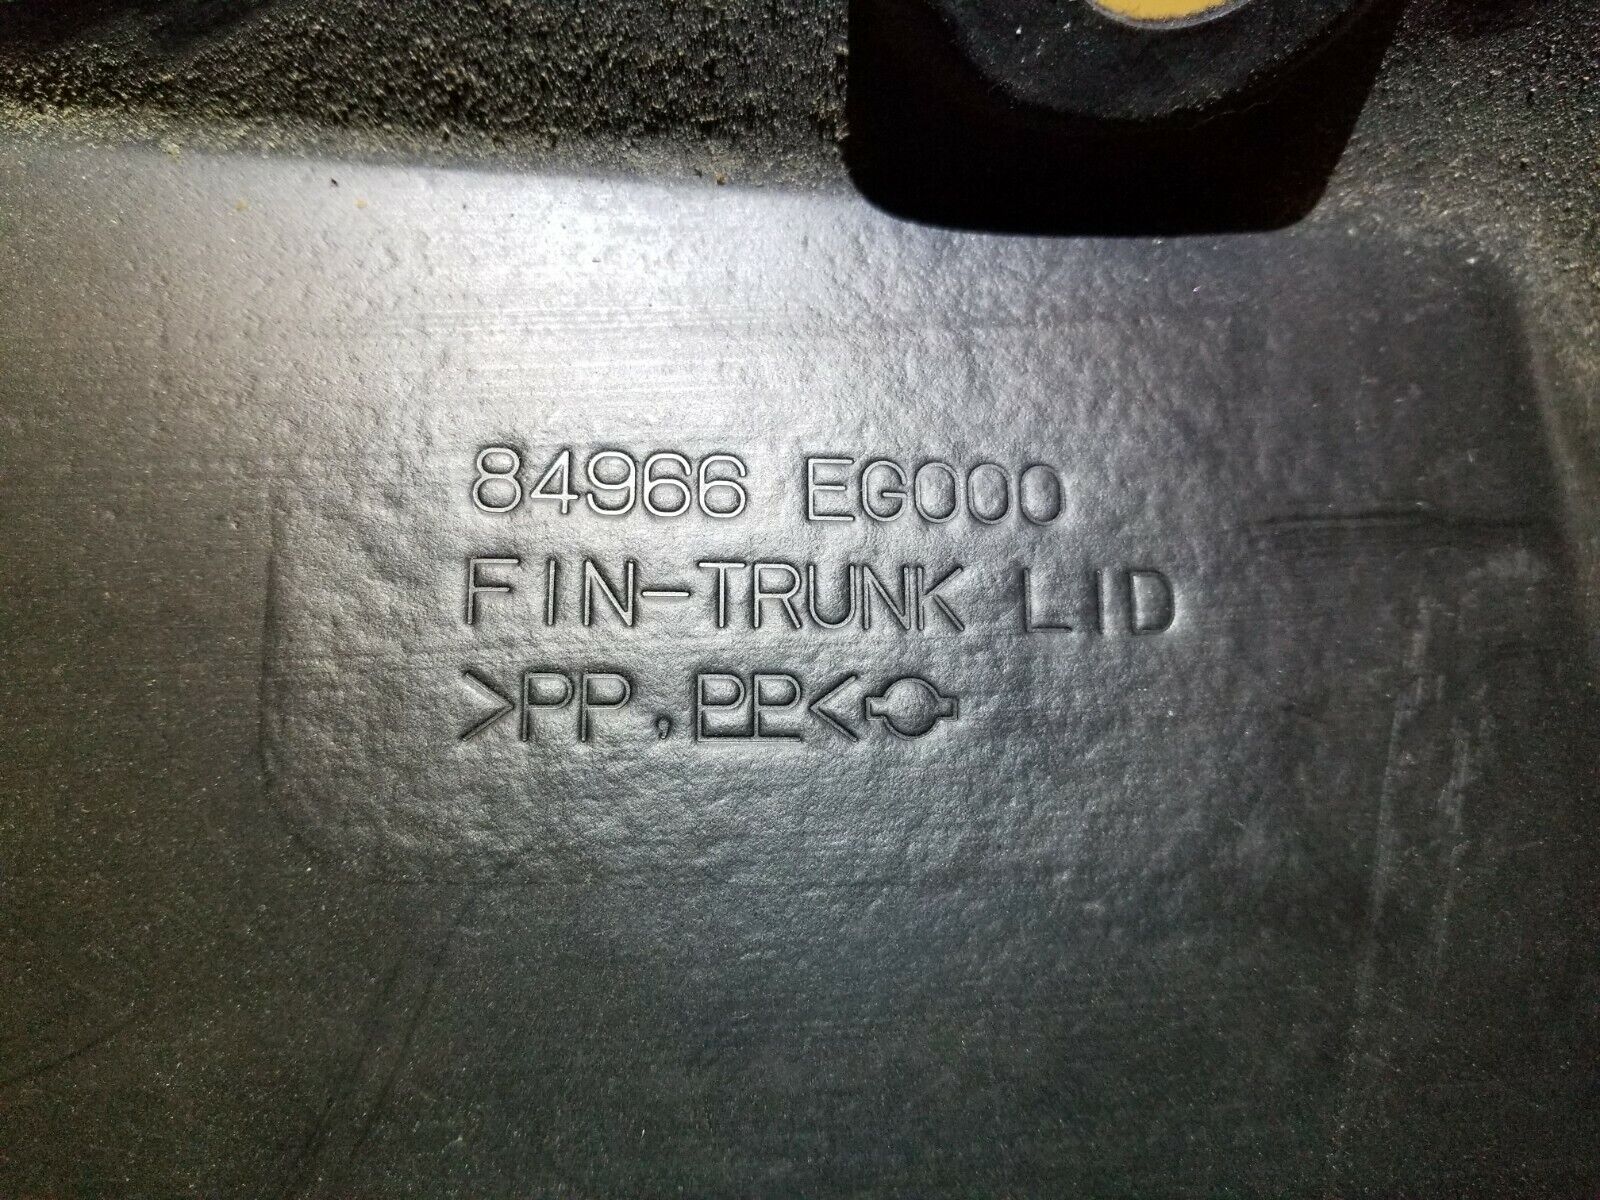 84966 EG000
FIN-TRUNK LID
>PP,PP<